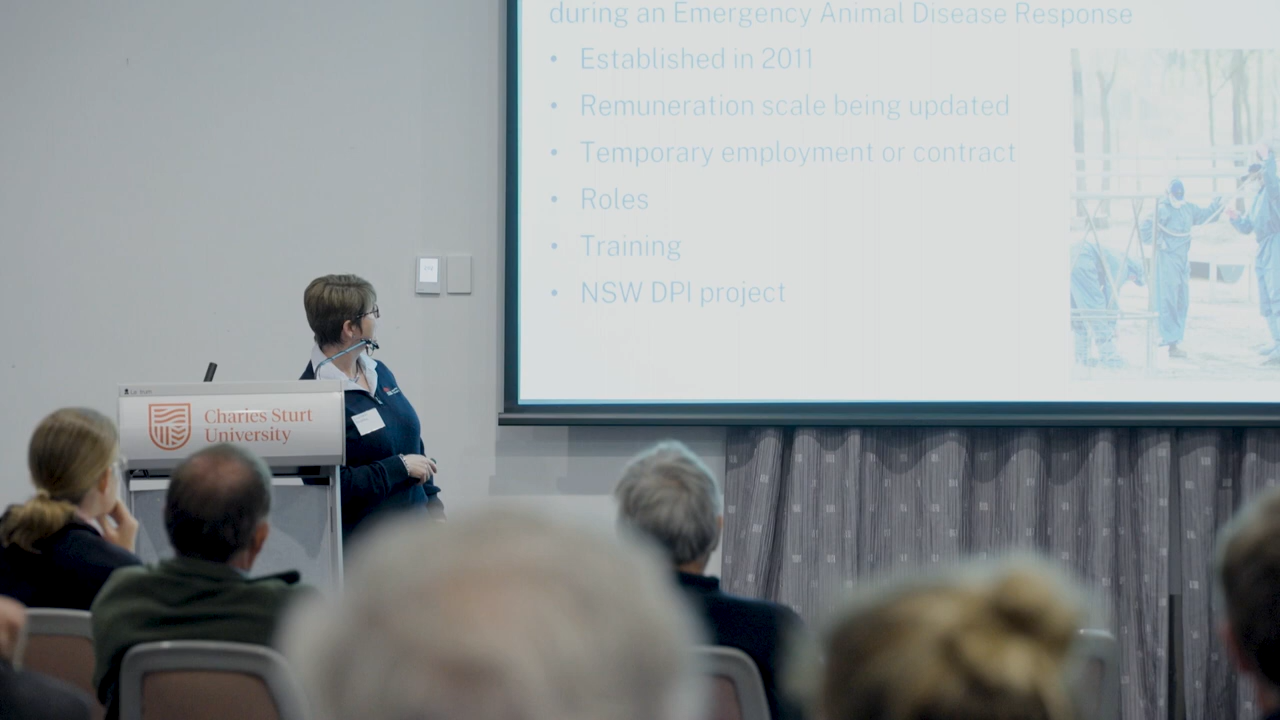 during an Emergency Animal Disease Response
• Established in 2011
• Remuneration scale being updated
• Temporary employment or contract
• Roles
• Training
• NSW DPI project
Charles Sturt
University